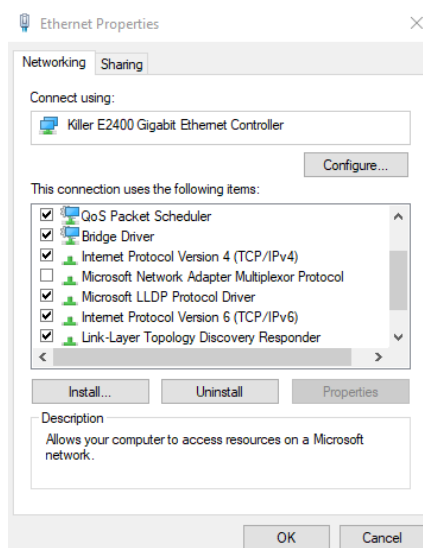 Ethernet Properties
Networking
Sharing
Connect using:
Killer E2400 Gigabit Ethernet Controller
Configure...
This connection uses the following items:
QoS Packet Scheduler
Bridge Driver
Internet Protocol Version 4 (TCP/IPv4)
Microsoft Network Adapter Multiplexor Protocol
Microsoft LLDP Protocol Driver
Internet Protocol Version 6 (TCP/IPv6)
Link-Layer Topology Discovery Responder
Install...
Uninstall
Properties
Description
Allows your computer to access resources on a Microsoft
network.
OK
Cancel